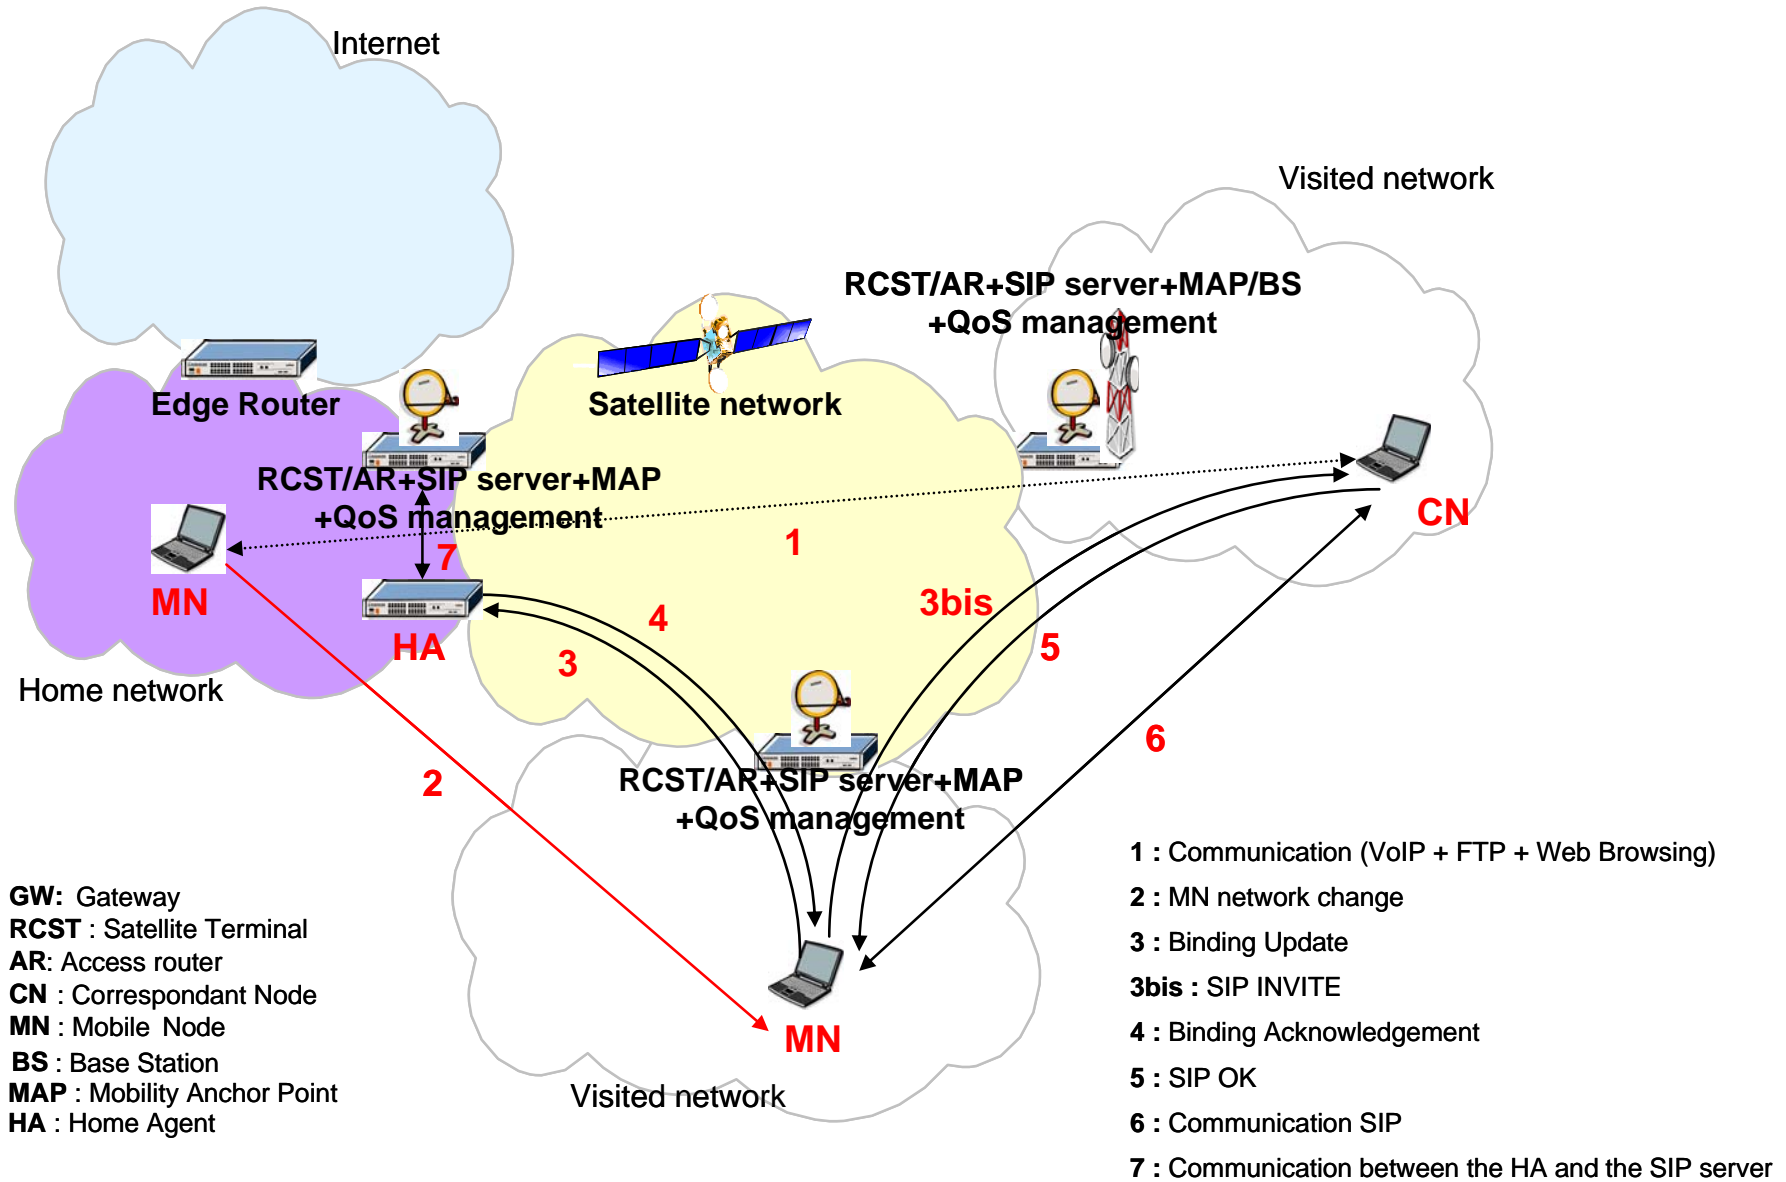 Internet
Visited network
RCST/AR+SIP server+MAP/BS
+QoS management
Edge Router
Satellite network
RCST/AR+SIP server+MAP
+QoS management
CN
1
7
MN
HA
4
3
3bis
5
Home network
6
2
RCST/AR+SIP server+MAP
+QoS management
MN
Visited network
GW: Gateway
RCST : Satellite Terminal
AR: Access router
CN : Correspondant Node
MN : Mobile Node
BS : Base Station
MAP : Mobility Anchor Point
HA : Home Agent
1 : Communication (VoIP + FTP + Web Browsing)
2 : MN network change
3 : Binding Update
3bis : SIP INVITE
4 : Binding Acknowledgement
5 : SIP OK
6 : Communication SIP
7 : Communication between the HA and the SIP server